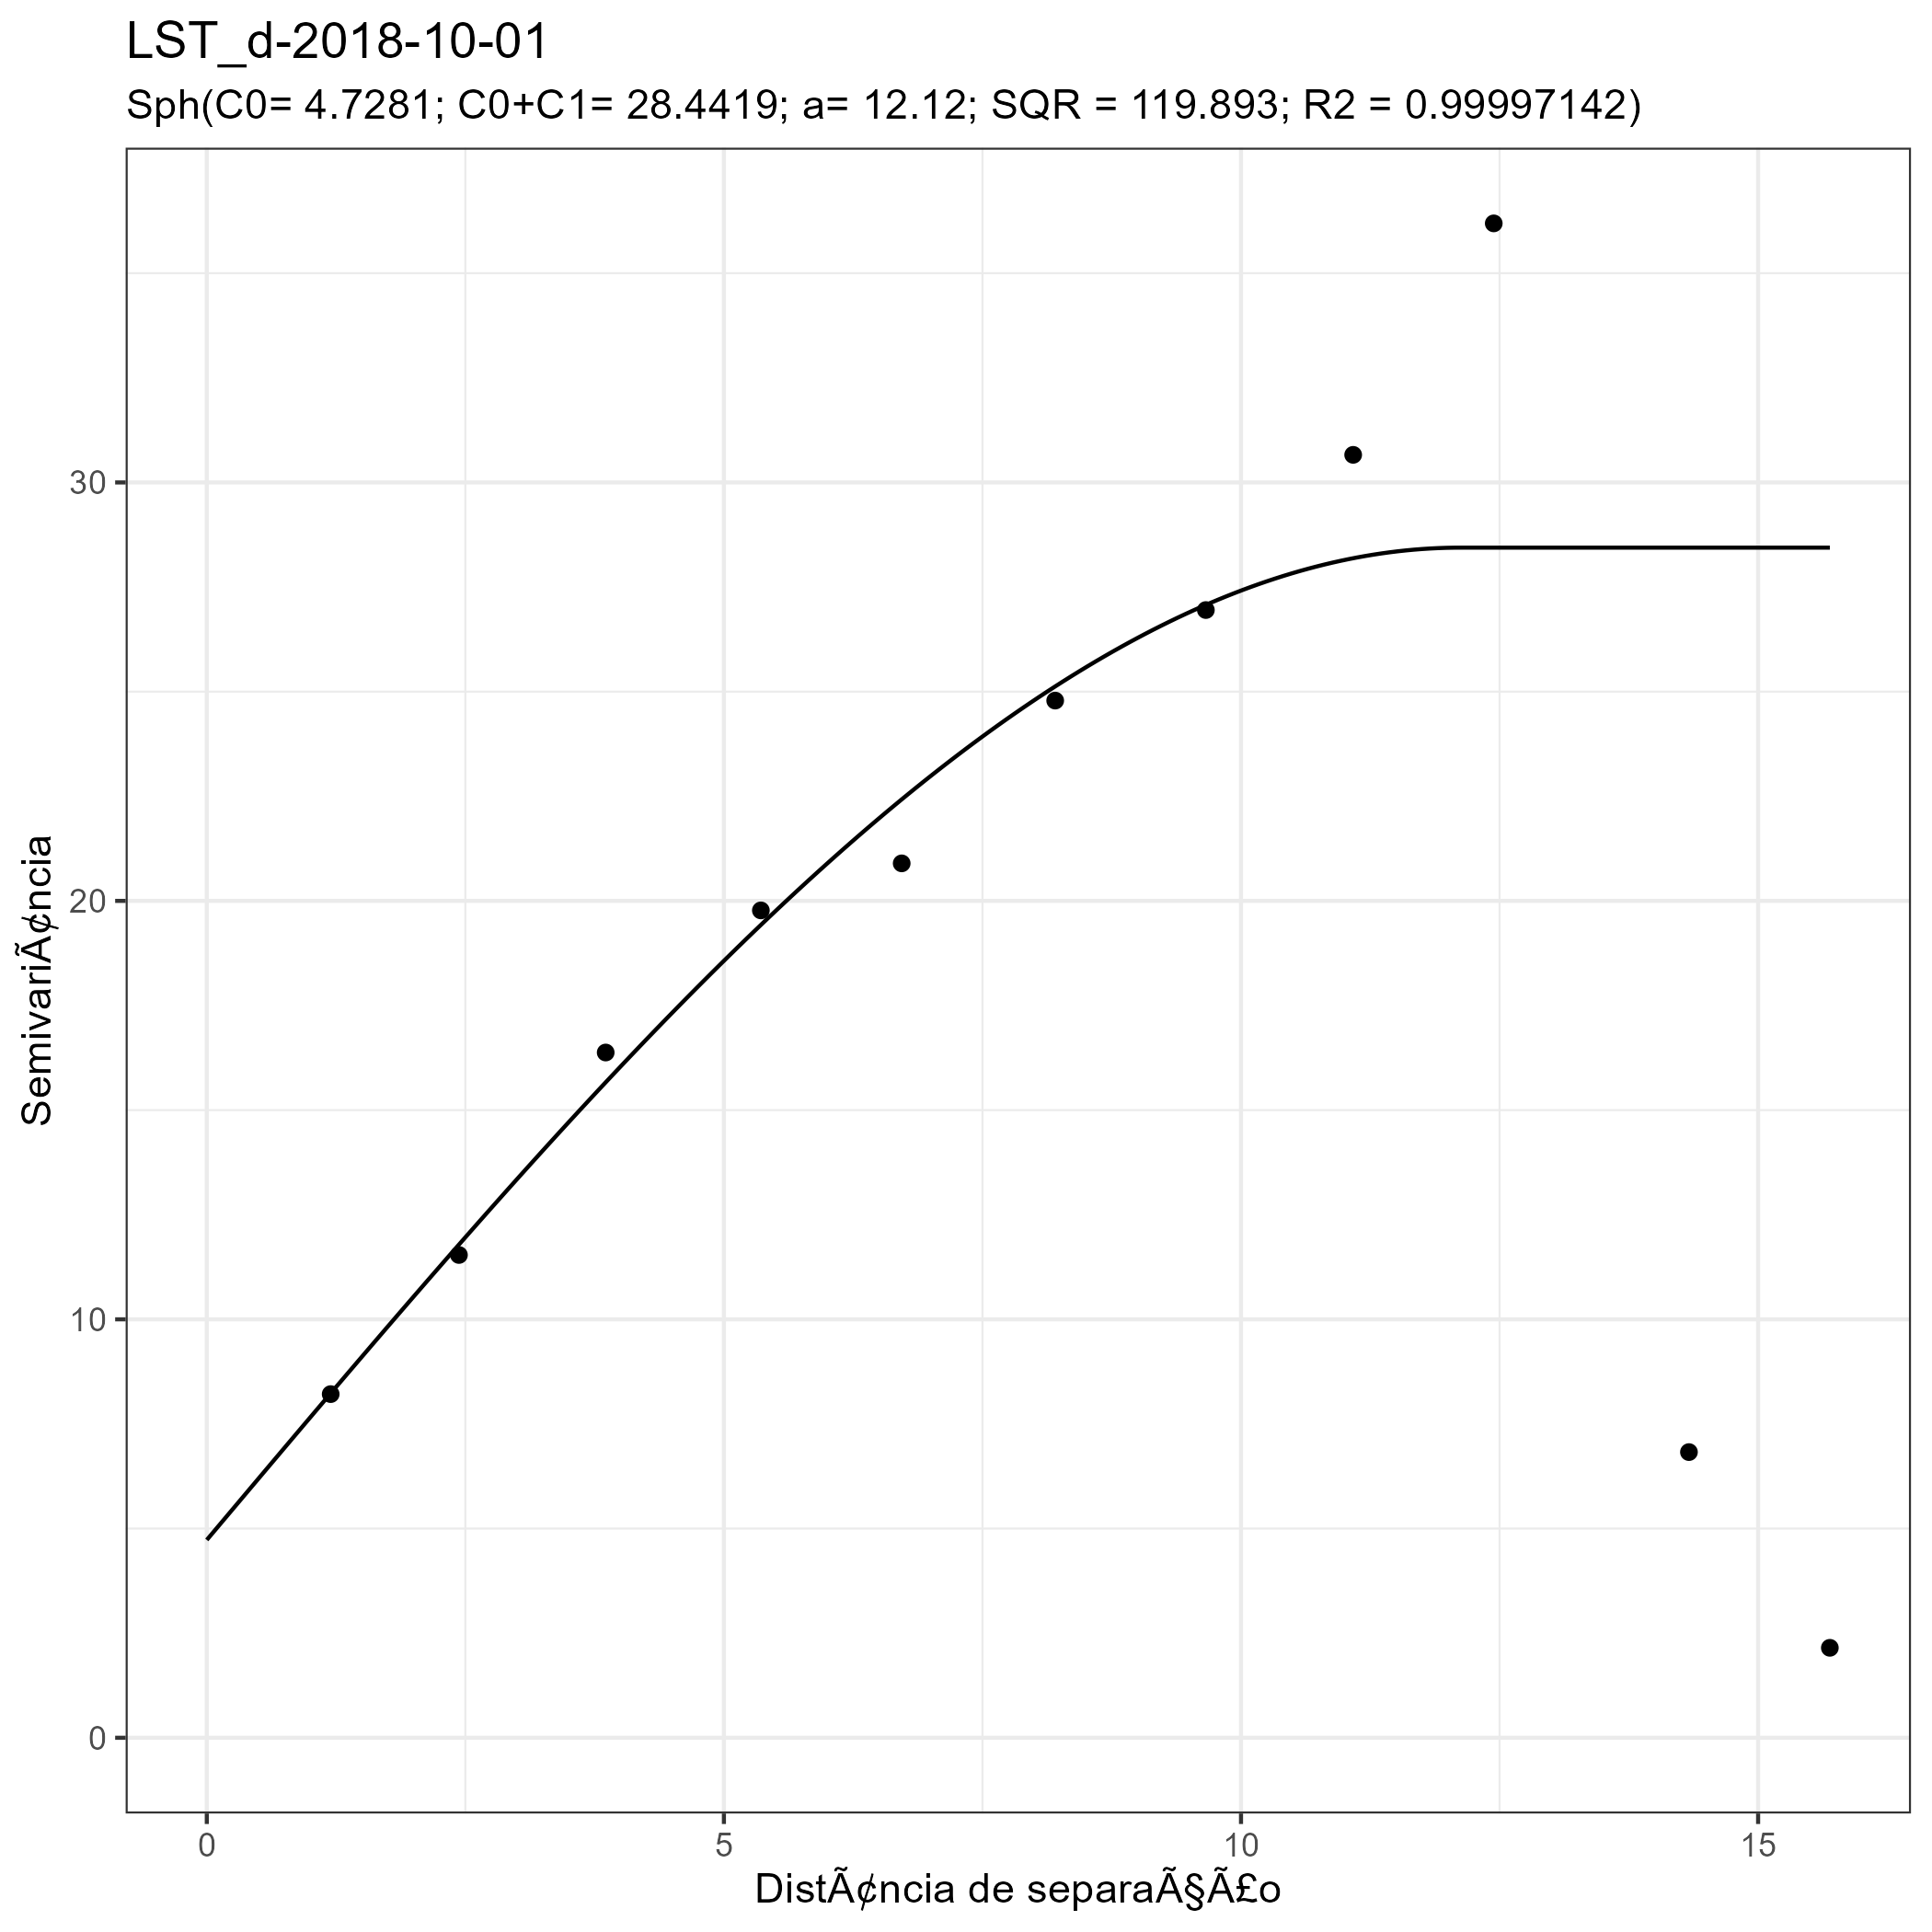 LST_d-2018-10-01
Sph(C0= 4.7281; C0+C1= 28.4419; a= 12.12; SQR = 119.893; R2 = 0.99997142)
SemivariÃ¢ncia
30
20
10
0
0
5
10
15
DistÃ¢ncia de separaÃ§Ã£o